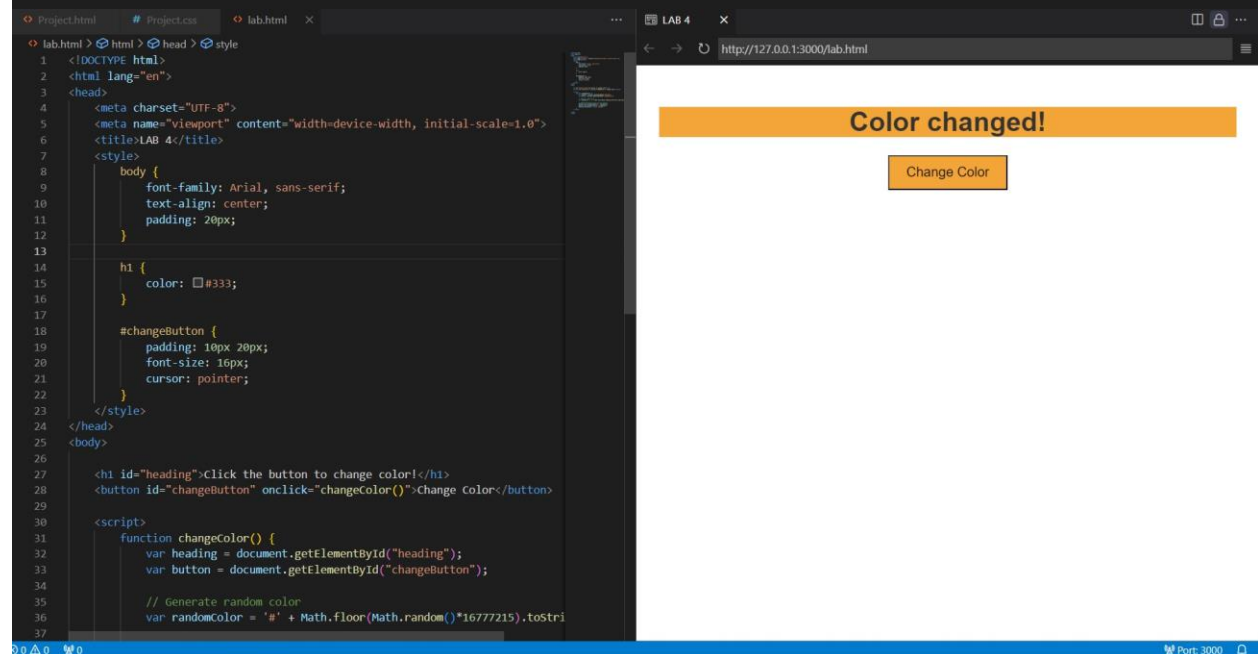 Project.html
# Project.css
lab.html
lab.html > html > head > style
1 <!DOCTYPE html>
2 <html lang="en">
3 <head>
4 <meta charset="UTF-8">
5 <meta name="viewport" content="width=device-width, initial-scale=1.0">
6 <title>LAB 4</title>
7 <style>
8 body {
9 font-family: Arial, sans-serif;
10 text-align: center;
11 padding: 20px;
12 }
13
14 h1 {
15 color: #333;
16 }
17
18 #changeButton {
19 padding: 10px 20px;
20 font-size: 16px;
21 cursor: pointer;
22 }
23 </style>
24 </head>
25 <body>
26
27 <h1 id="heading">Click the button to change color!</h1>
28 <button id="changeButton" onclick="changeColor()">Change Color</button>
29
30 <script>
31 function changeColor() {
32 var heading = document.getElementById("heading");
33 var button = document.getElementById("changeButton");
34
35 // Generate random color
36 var randomColor = '#' + Math.floor(Math.random()*16777215).toStri
37
0 0 0
LAB 4
http://127.0.0.1:3000/lab.html
Color changed!
Change Color
Port: 3000